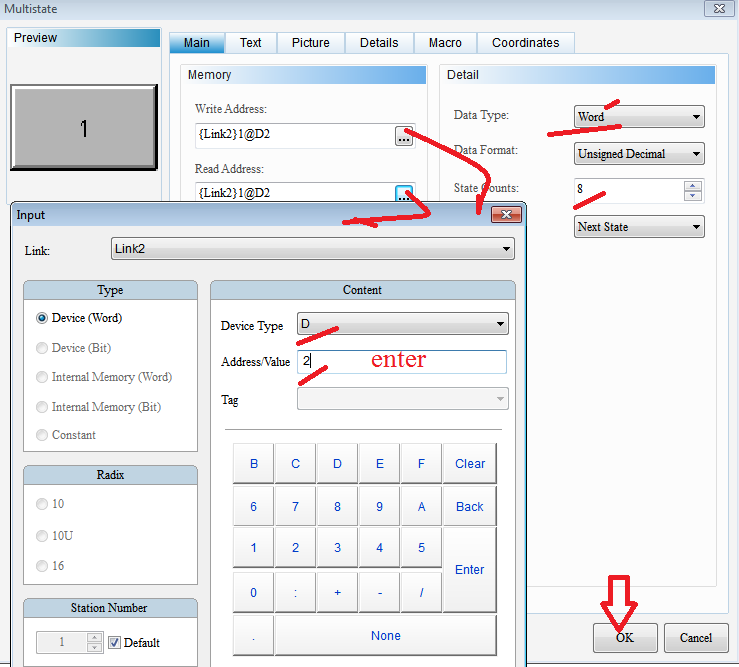 Multistate
Preview
1
Main
Text
Picture
Details
Macro
Coordinates
Memory
Write Address:
{Link2}1@D2
...
Read Address:
{Link2}1@D2
...
Detail
Data Type:
Word
Data Format:
Unsigned Decimal
State Counts:
8
Next State
Input
Link:
Link2
Type
Device (Word)
Device (Bit)
Internal Memory (Word)
Internal Memory (Bit)
Constant
Radix
10
10U
16
Station Number
1
Default
Content
Device Type
D
Address/Value
2
enter
Tag
B C D E F Clear
6 7 8 9 A Back
1 2 3 4 5
Enter
0 : + - /
. None
OK
Cancel